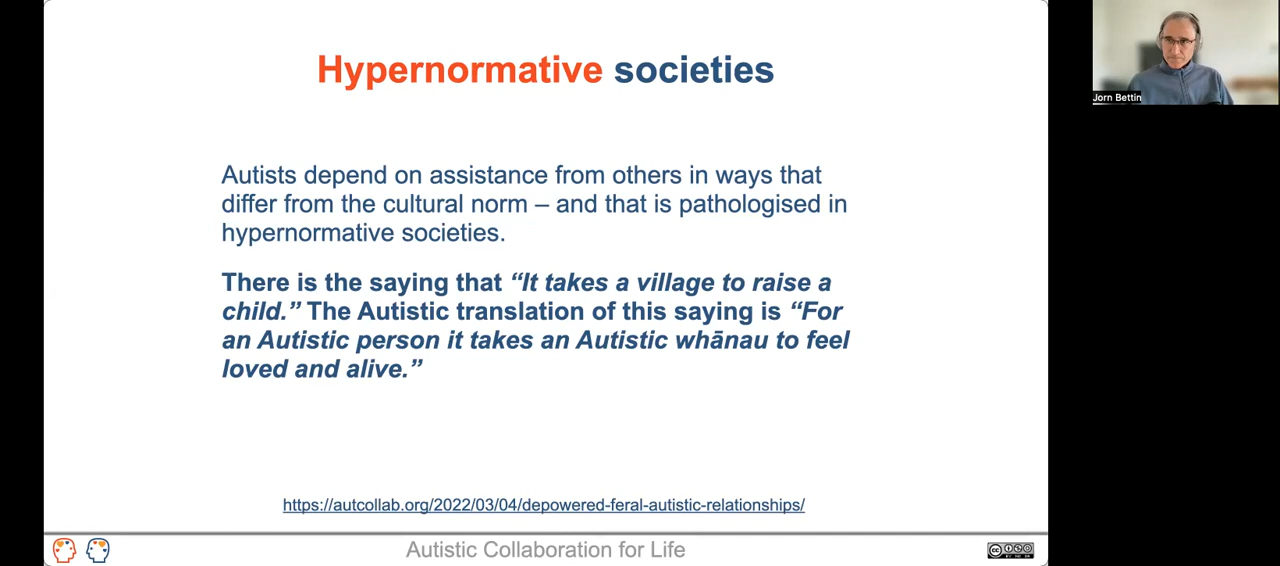 Hypernormative societies
Autists depend on assistance from others in ways that
differ from the cultural norm – and that is pathologised in
hypernormative societies.
There is the saying that “It takes a village to raise a
child.” The Autistic translation of this saying is “For
an Autistic person it takes an Autistic whānau to feel
loved and alive.”
https://autcollab.org/2022/03/04/depowered-feral-autistic-relationships/
Autistic Collaboration for Life
Jorn Bettin